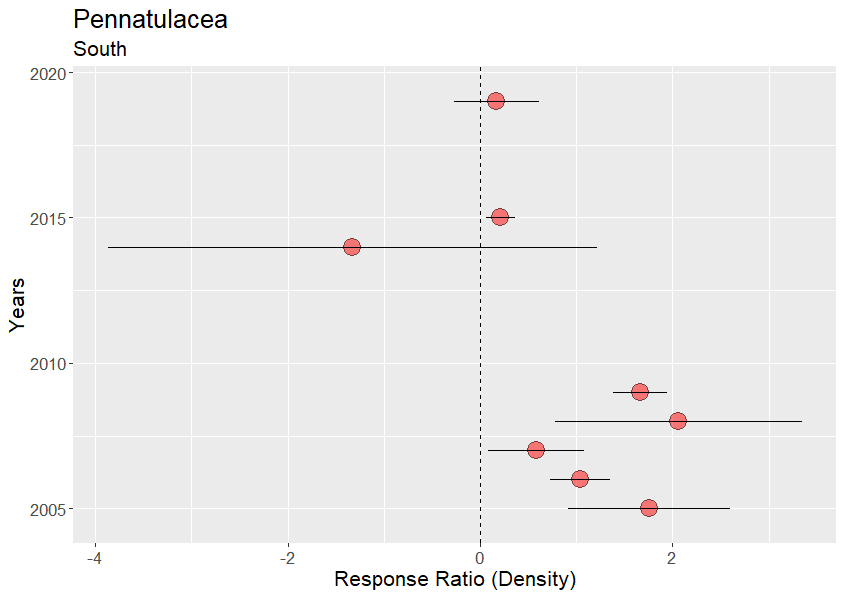 Pennatulacea
South
2020
2015
2010
2005
Years
-4 -2 0 2
Response Ratio (Density)